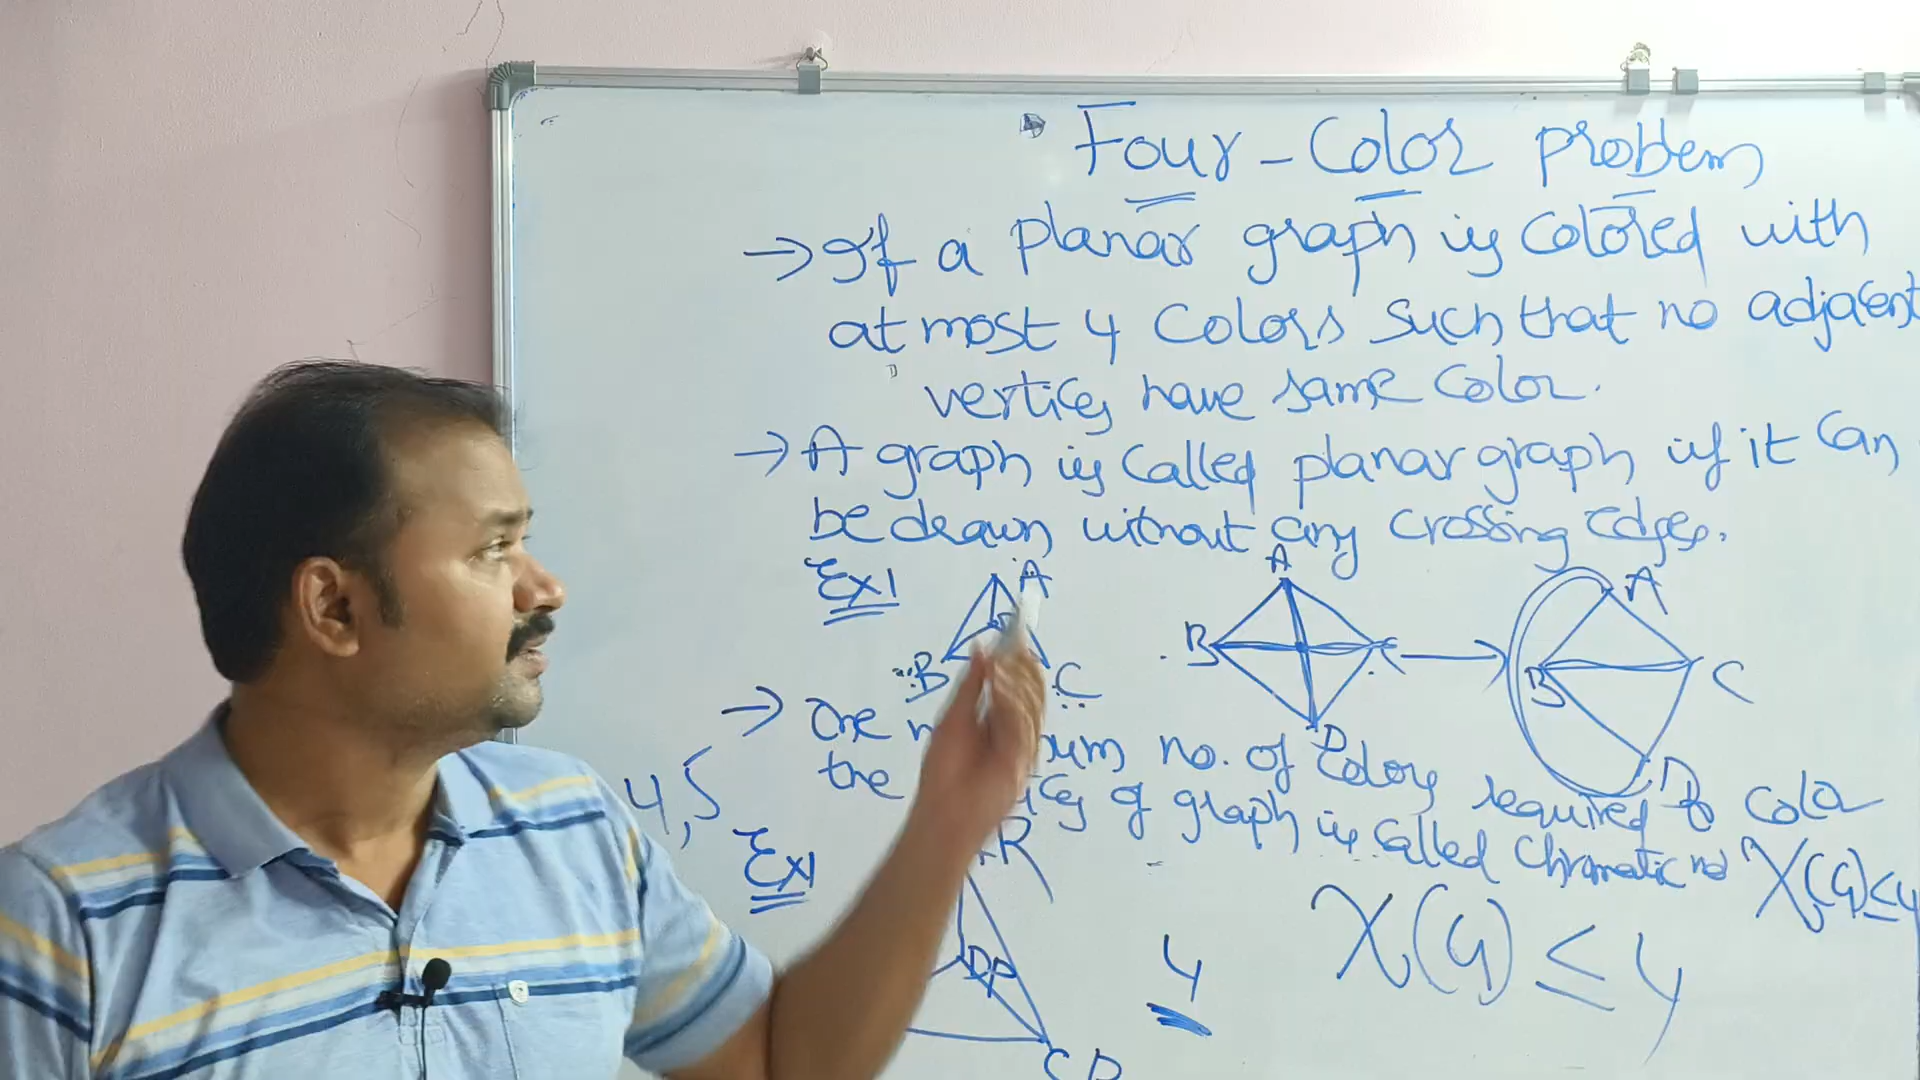 Four-Color problem
→ If a planar graph is colored with
at most 4 colors such that no adjacent
vertices have same color.
→ A graph is called planar graph if it can
be drawn without any crossing edges.
Ex1
A
B
C
A
B
C
D
A
B
C
D
→ The no. of colors required to color
the of graph is called Chromatic no χ(G)≤4
4,5
Ex1
AR
DP
4
χ(G) ≤ 4